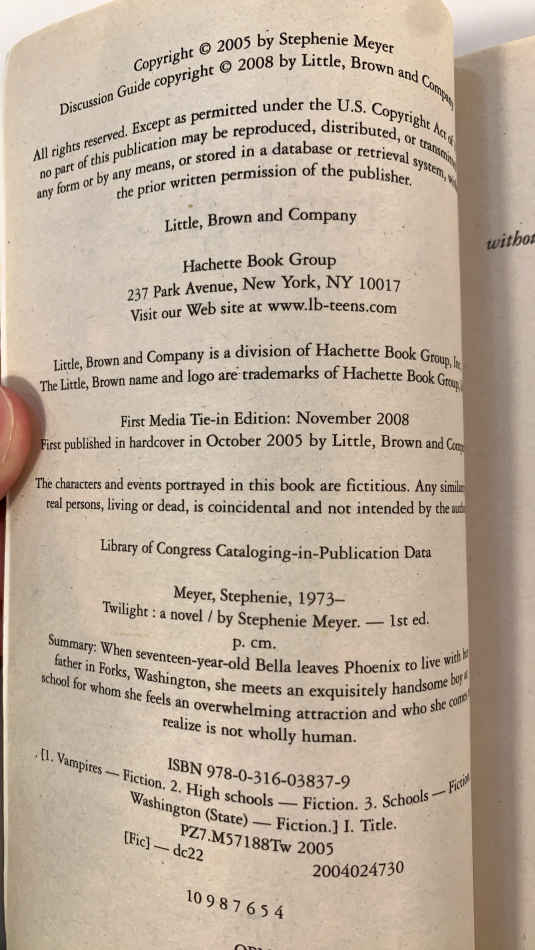 Copyright © 2005 by Stephenie Meyer
Discussion Guide copyright © 2008 by Little, Brown and Company
All rights reserved. Except as permitted under the U.S. Copyright Act of
no part of this publication may be reproduced, distributed, or
any form or by any means, or stored in a database or retrieval system,
the prior written permission of the publisher.
Little, Brown and Company
Hachette Book Group
237 Park Avenue, New York, NY 10017
Visit our Web site at www.lb-teens.com
Little, Brown and Company is a division of Hachette Book Group, Inc.
The Little, Brown name and logo are trademarks of Hachette Book Group,
First Media Tie-in Edition: November 2008
First published in hardcover in October 2005 by Little, Brown and
The characters and events portrayed in this book are fictitious. Any
real persons, living or dead, is coincidental and not intended by the
Library of Congress Cataloging-in-Publication Data
Meyer, Stephenie, 1973–
Twilight : a novel / by Stephenie Meyer. — 1st ed.
p. cm.
Summary: When seventeen-year-old Bella leaves Phoenix to live with
father in Forks, Washington, she meets an exquisitely handsome boy at
school for whom she feels an overwhelming attraction and who she comes
realize is not wholly human.
[1. Vampires — Fiction. 2. High schools — Fiction. 3. Schools — Fiction
Washington (State) — Fiction.] I. Title.
ISBN 978-0-316-03837-9
PZ7.M57188Tw 2005
[Fic] — dc22
2004024730
10 9 8 7 6 5 4